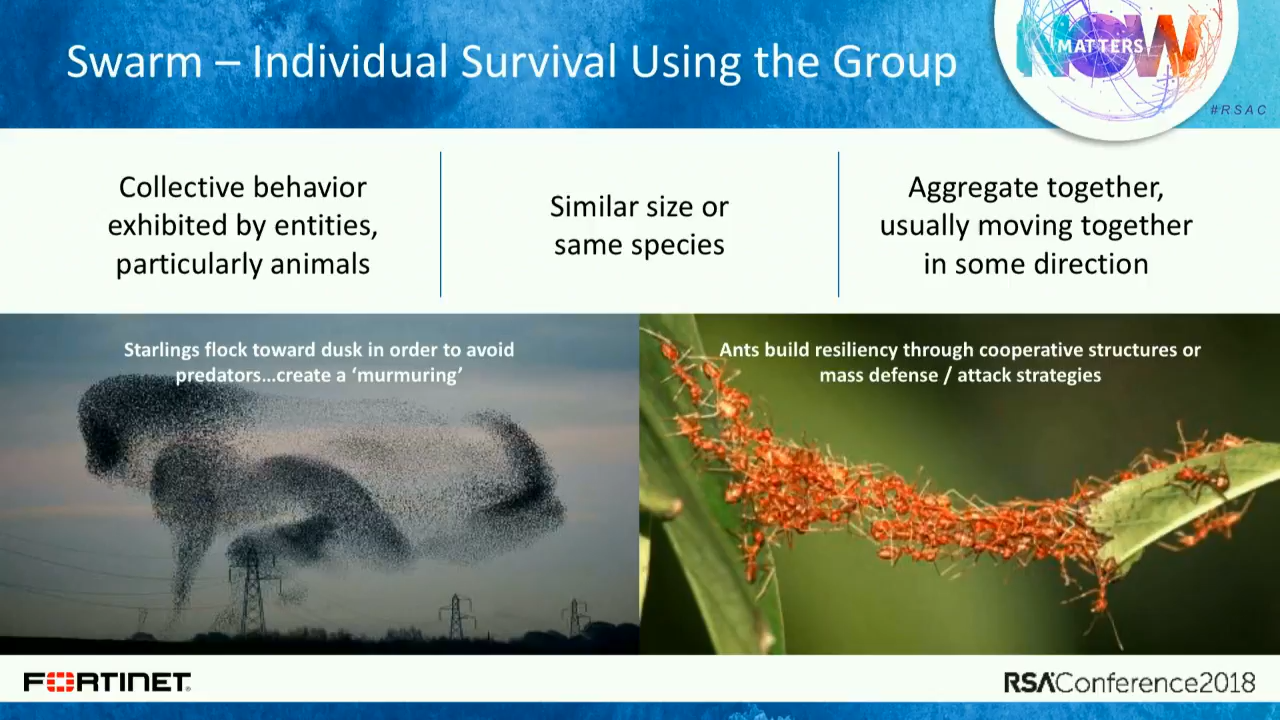 Swarm – Individual Survival Using the Group
NOW
MATTERS
#RSAC
Collective behavior
exhibited by entities,
particularly animals
Similar size or
same species
Aggregate together,
usually moving together
in some direction
Starlings flock toward dusk in order to avoid
predators…create a ‘murmuring’
Ants build resiliency through cooperative structures or
mass defense / attack strategies
FORTINET®
RSAConference2018